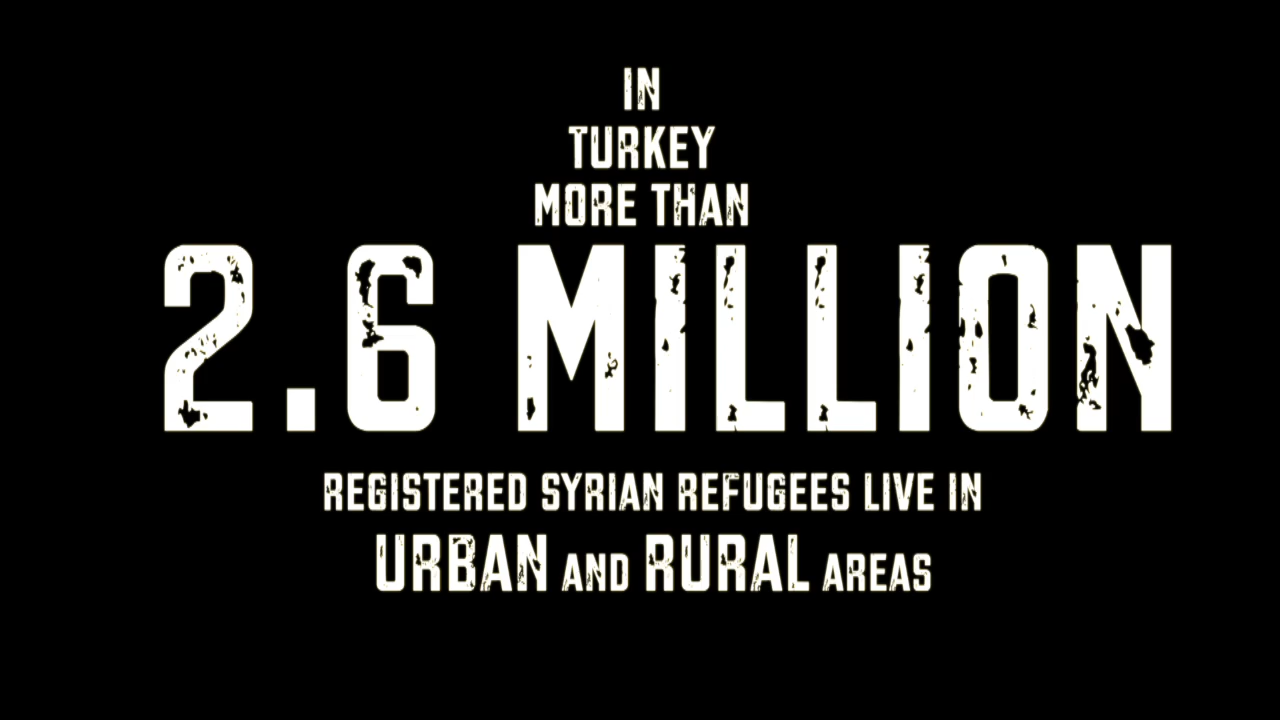 IN
TURKEY
MORE THAN
2.6 MILLION
REGISTERED SYRIAN REFUGEES LIVE IN
URBAN AND RURAL AREAS